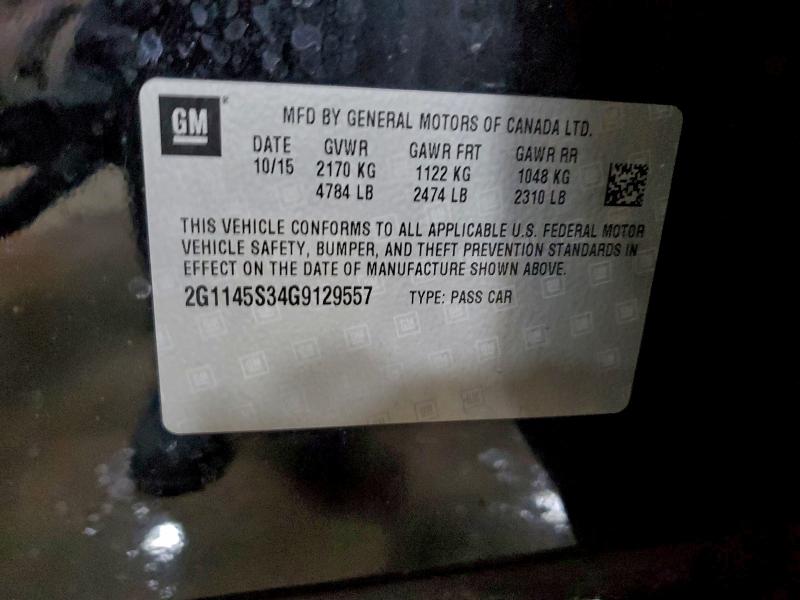 GM
MFD BY GENERAL MOTORS OF CANADA LTD.
DATE GVWR GAWR FRT GAWR RR
10/15 2170 KG 1122 KG 1048 KG
4784 LB 2474 LB 2310 LB
THIS VEHICLE CONFORMS TO ALL APPLICABLE U.S. FEDERAL MOTOR
VEHICLE SAFETY, BUMPER, AND THEFT PREVENTION STANDARDS IN
EFFECT ON THE DATE OF MANUFACTURE SHOWN ABOVE.
2G1145S34G9129557 TYPE: PASS CAR